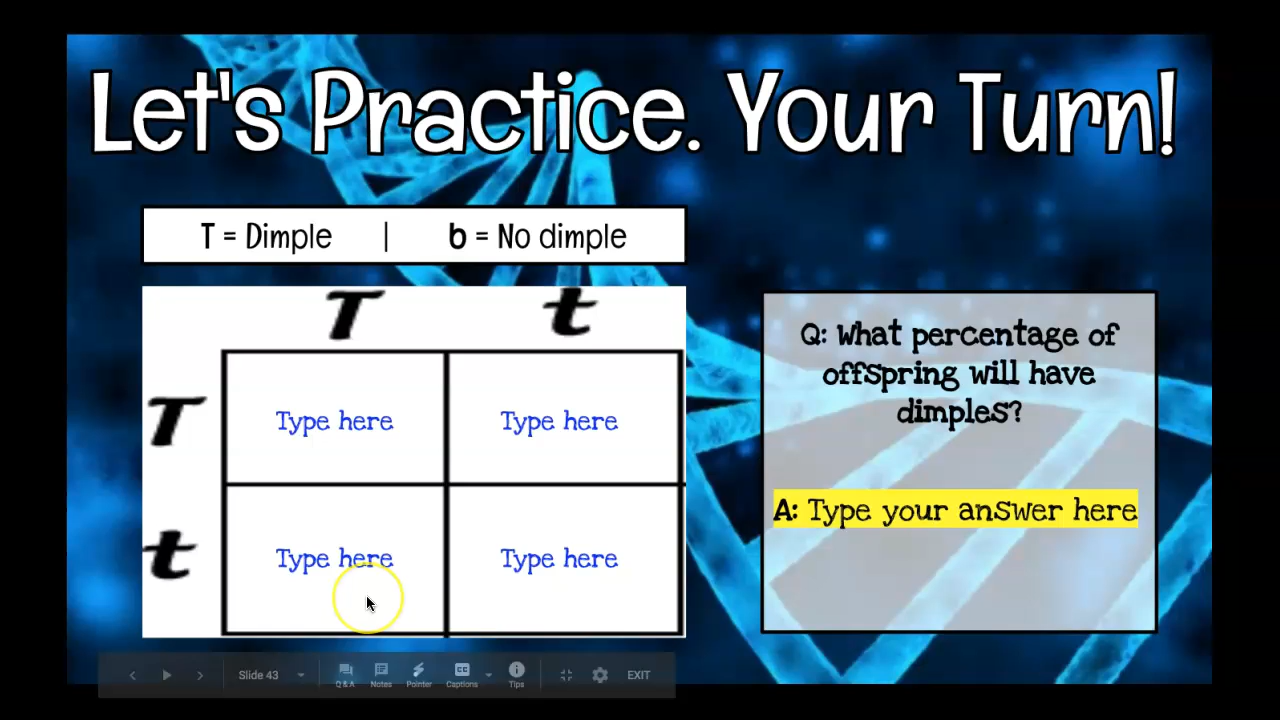 Let's Practice. Your Turn!
T = Dimple | b = No dimple
T t
T Type here Type here
t Type here Type here
Q: What percentage of
offspring will have
dimples?
A: Type your answer here
Slide 43 Q & A Notes Pointer CC Captions Tips EXIT